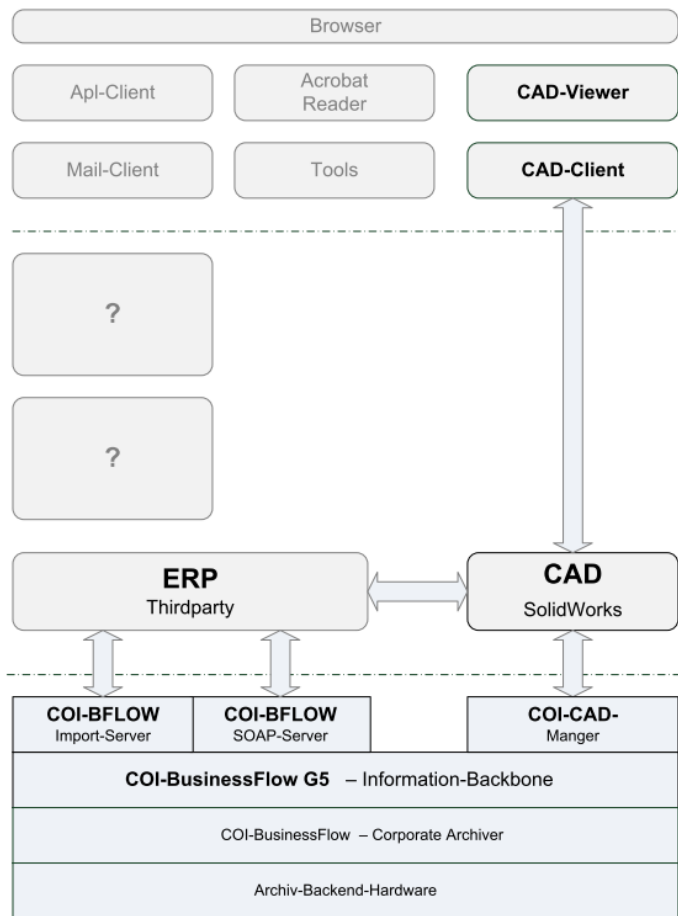 Browser
Apl-Client
Acrobat
Reader
CAD-Viewer
Mail-Client
Tools
CAD-Client
?
?
ERP
Thirdparty
CAD
SolidWorks
COI-BFLOW
Import-Server
COI-BFLOW
SOAP-Server
COI-CAD-
Manger
COI-BusinessFlow G5 – Information-Backbone
COI-BusinessFlow – Corporate Archiver
Archiv-Backend-Hardware